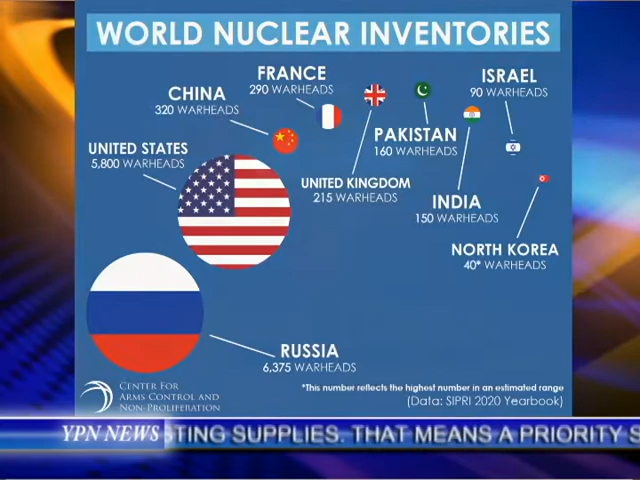 WORLD NUCLEAR INVENTORIES
FRANCE
290 WARHEADS
ISRAEL
90 WARHEADS
CHINA
320 WARHEADS
PAKISTAN
160 WARHEADS
UNITED STATES
5,800 WARHEADS
UNITED KINGDOM
215 WARHEADS
INDIA
150 WARHEADS
NORTH KOREA
40* WARHEADS
RUSSIA
6,375 WARHEADS
CENTER FOR
ARMS CONTROL AND
NON-PROLIFERATION
*This number reflects the highest number in an estimated range
(Data: SIPRI 2020 Yearbook)
YPN NEWS STING SUPPLIES. THAT MEANS A PRIORITY S